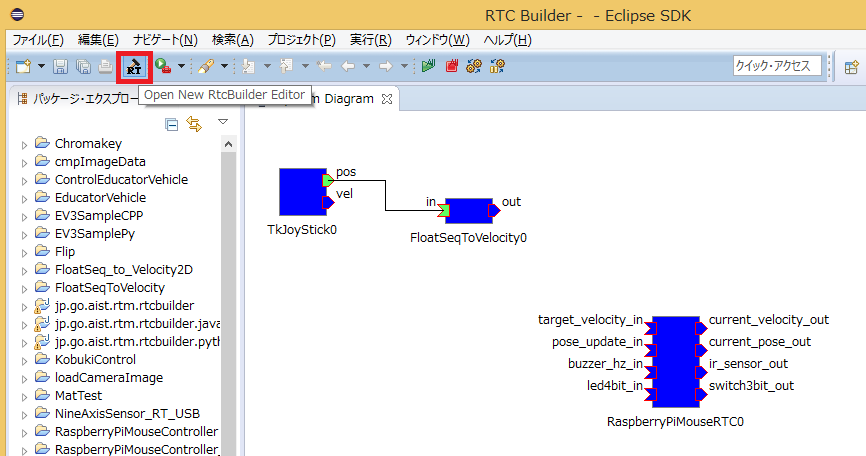 RTC Builder - - Eclipse SDK
ファイル(F) 編集(E) ナビゲート(N) 検索(A) プロジェクト(P) 実行(R) ウィンドウ(W) ヘルプ(H)
RT
クイック・アクセス
パッケージ・エクスプロー
Open New RtcBuilder Editor
m Diagram
Chromakey
cmpImageData
ControlEducatorVehicle
EducatorVehicle
EV3SampleCPP
EV3SamplePy
Flip
FloatSeq_to_Velocity2D
FloatSeqToVelocity
jp.go.aist.rtm.rtcbuilder
jp.go.aist.rtm.rtcbuilder.java
jp.go.aist.rtm.rtcbuilder.pyth
KobukiControl
loadCameraImage
MatTest
NineAxisSensor_RT_USB
RaspberryPiMouseController
RaspberryPiMouseController_
pos
vel
TkJoyStick0
in
out
FloatSeqToVelocity0
target_velocity_in
current_velocity_out
pose_update_in
current_pose_out
buzzer_hz_in
ir_sensor_out
led4bit_in
switch3bit_out
RaspberryPiMouseRTC0